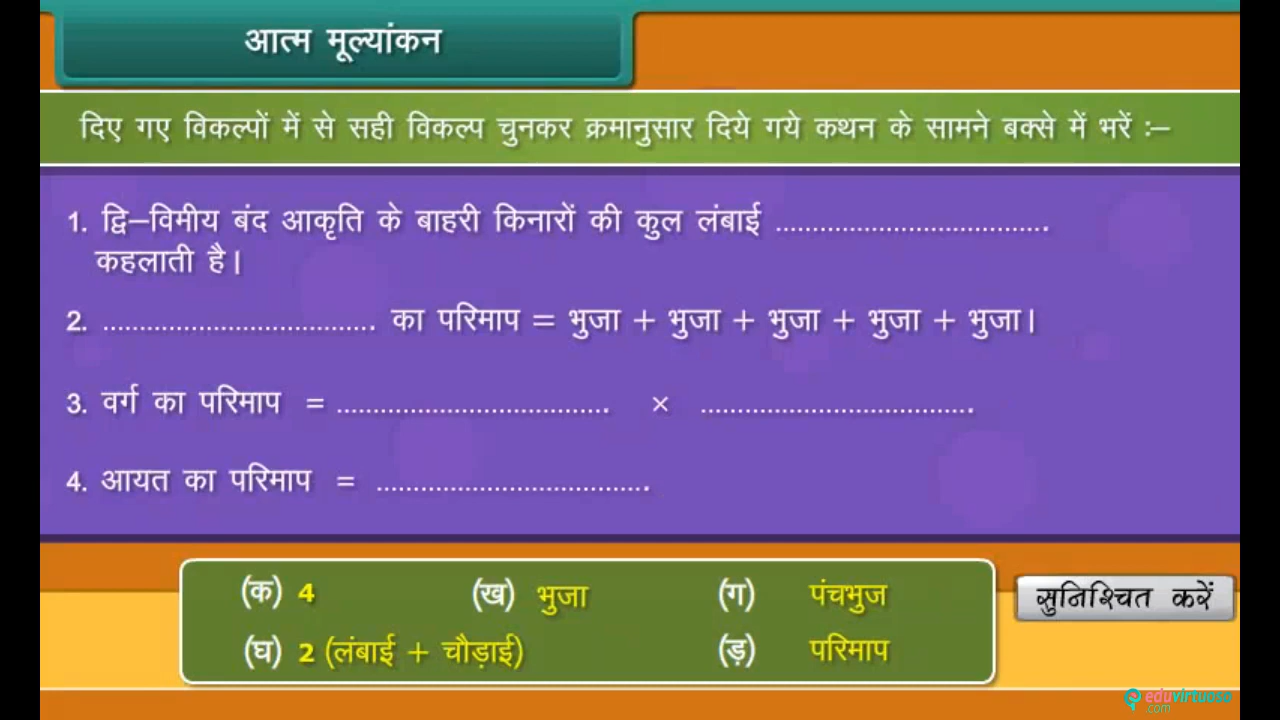 आत्म मूल्यांकन
दिए गए विकल्पों में से सही विकल्प चुनकर क्रमानुसार दिये गये कथन के सामने बक्से में भरें :–
1. द्वि–विमीय बंद आकृति के बाहरी किनारों की कुल लंबाई ....................................
कहलाती है।
2. .................................... का परिमाप = भुजा + भुजा + भुजा + भुजा + भुजा।
3. वर्ग का परिमाप = .................................... × ....................................
4. आयत का परिमाप = ....................................
(क) 4 (ख) भुजा (ग) पंचभुज
सुनिश्चित करें
(घ) 2 (लंबाई + चौड़ाई) (ड़) परिमाप
eduvirtuoso
.com